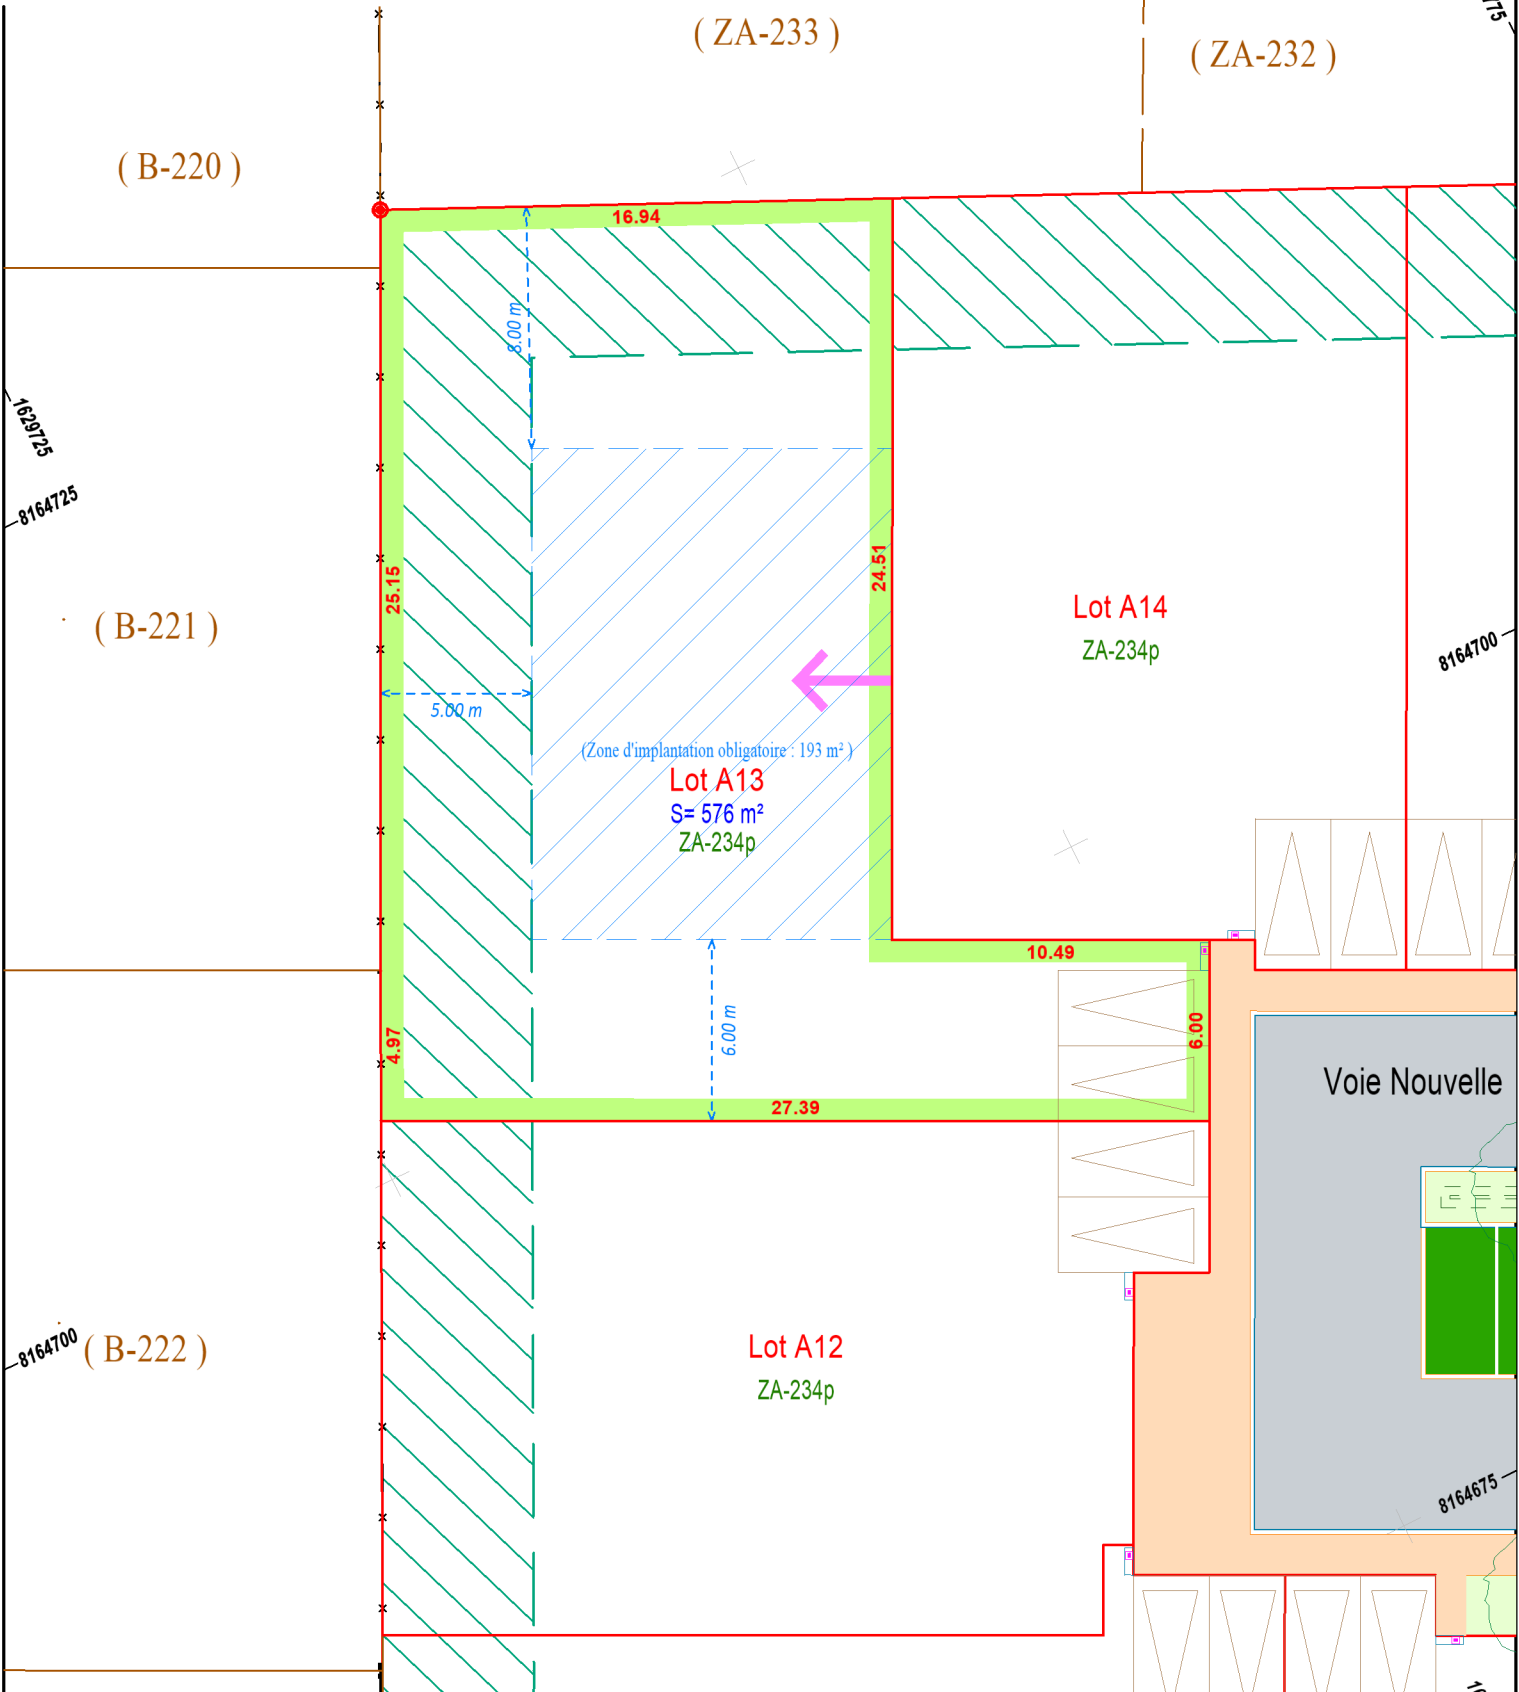 ( ZA-233 )
( ZA-232 )
( B-220 )
16.94
8.00 m
1629725
8164725
25.15
24.51
( B-221 )
Lot A14
ZA-234p
8164700
5.00 m
(Zone d'implantation obligatoire : 193 m² )
Lot A13
S= 576 m²
ZA-234p
10.49
4.97
6.00 m
6.00
Voie Nouvelle
27.39
8164700
( B-222 )
Lot A12
ZA-234p
8164675